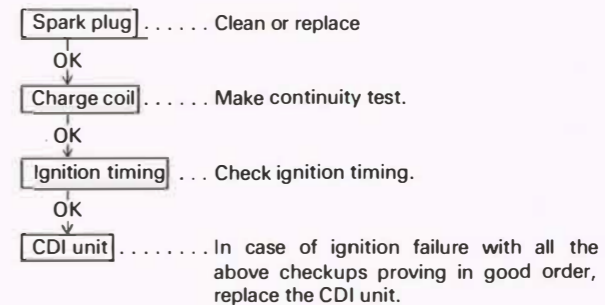 Spark plug ...... Clean or replace
OK
Charge coil ...... Make continuity test.
OK
Ignition timing ... Check ignition timing.
OK
CDI unit ........ In case of ignition failure with all the
above checkups proving in good order,
replace the CDI unit.